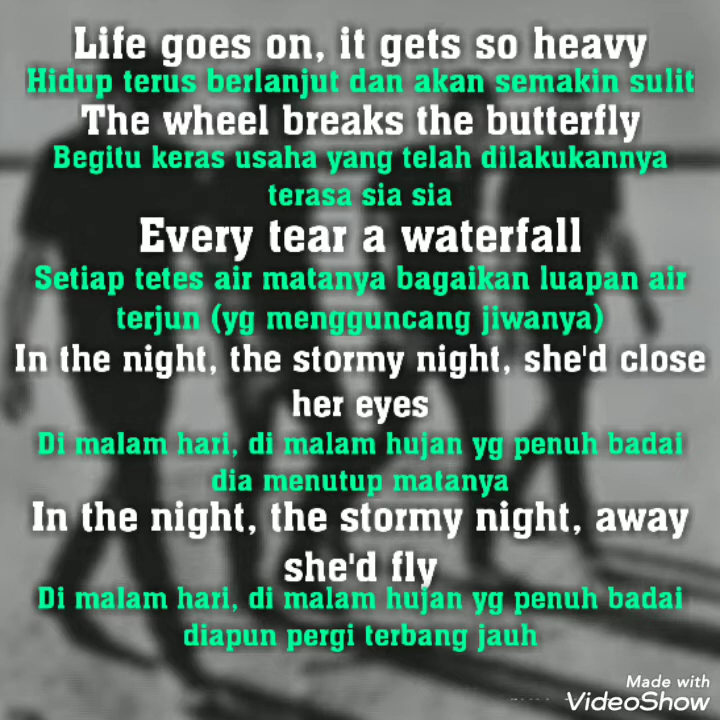 Life goes on, it gets so heavy
Hidup terus berlanjut dan akan semakin sulit
The wheel breaks the butterfly
Begitu keras usaha yang telah dilakukannya
terasa sia sia
Every tear a waterfall
Setiap tetes air matanya bagaikan luapan air
terjun (yg mengguncang jiwanya)
In the night, the stormy night, she'd close
her eyes
Di malam hari, di malam hujan yg penuh badai
dia menutup matanya
In the night, the stormy night, away
she'd fly
Di malam hari, di malam hujan yg penuh badai
diapun pergi terbang jauh
Made with
VideoShow